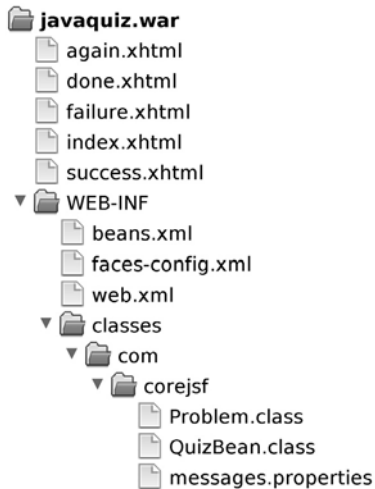 javaquiz.war
again.xhtml
done.xhtml
failure.xhtml
index.xhtml
success.xhtml
WEB-INF
beans.xml
faces-config.xml
web.xml
classes
com
corejsf
Problem.class
QuizBean.class
messages.properties